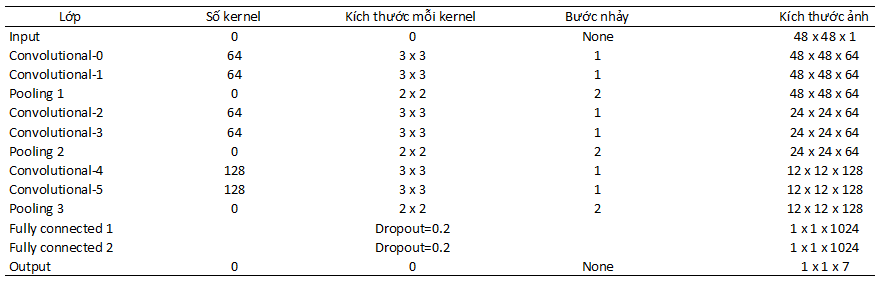 Lớp Số kernel Kích thước mỗi kernel Bước nhảy Kích thước ảnh
Input 0 0 None 48 x 48 x 1
Convolutional-0 64 3 x 3 1 48 x 48 x 64
Convolutional-1 64 3 x 3 1 48 x 48 x 64
Pooling 1 0 2 x 2 2 48 x 48 x 64
Convolutional-2 64 3 x 3 1 24 x 24 x 64
Convolutional-3 64 3 x 3 1 24 x 24 x 64
Pooling 2 0 2 x 2 2 24 x 24 x 64
Convolutional-4 128 3 x 3 1 12 x 12 x 128
Convolutional-5 128 3 x 3 1 12 x 12 x 128
Pooling 3 0 2 x 2 2 12 x 12 x 128
Fully connected 1 Dropout=0.2 1 x 1 x 1024
Fully connected 2 Dropout=0.2 1 x 1 x 1024
Output 0 0 None 1 x 1 x 7